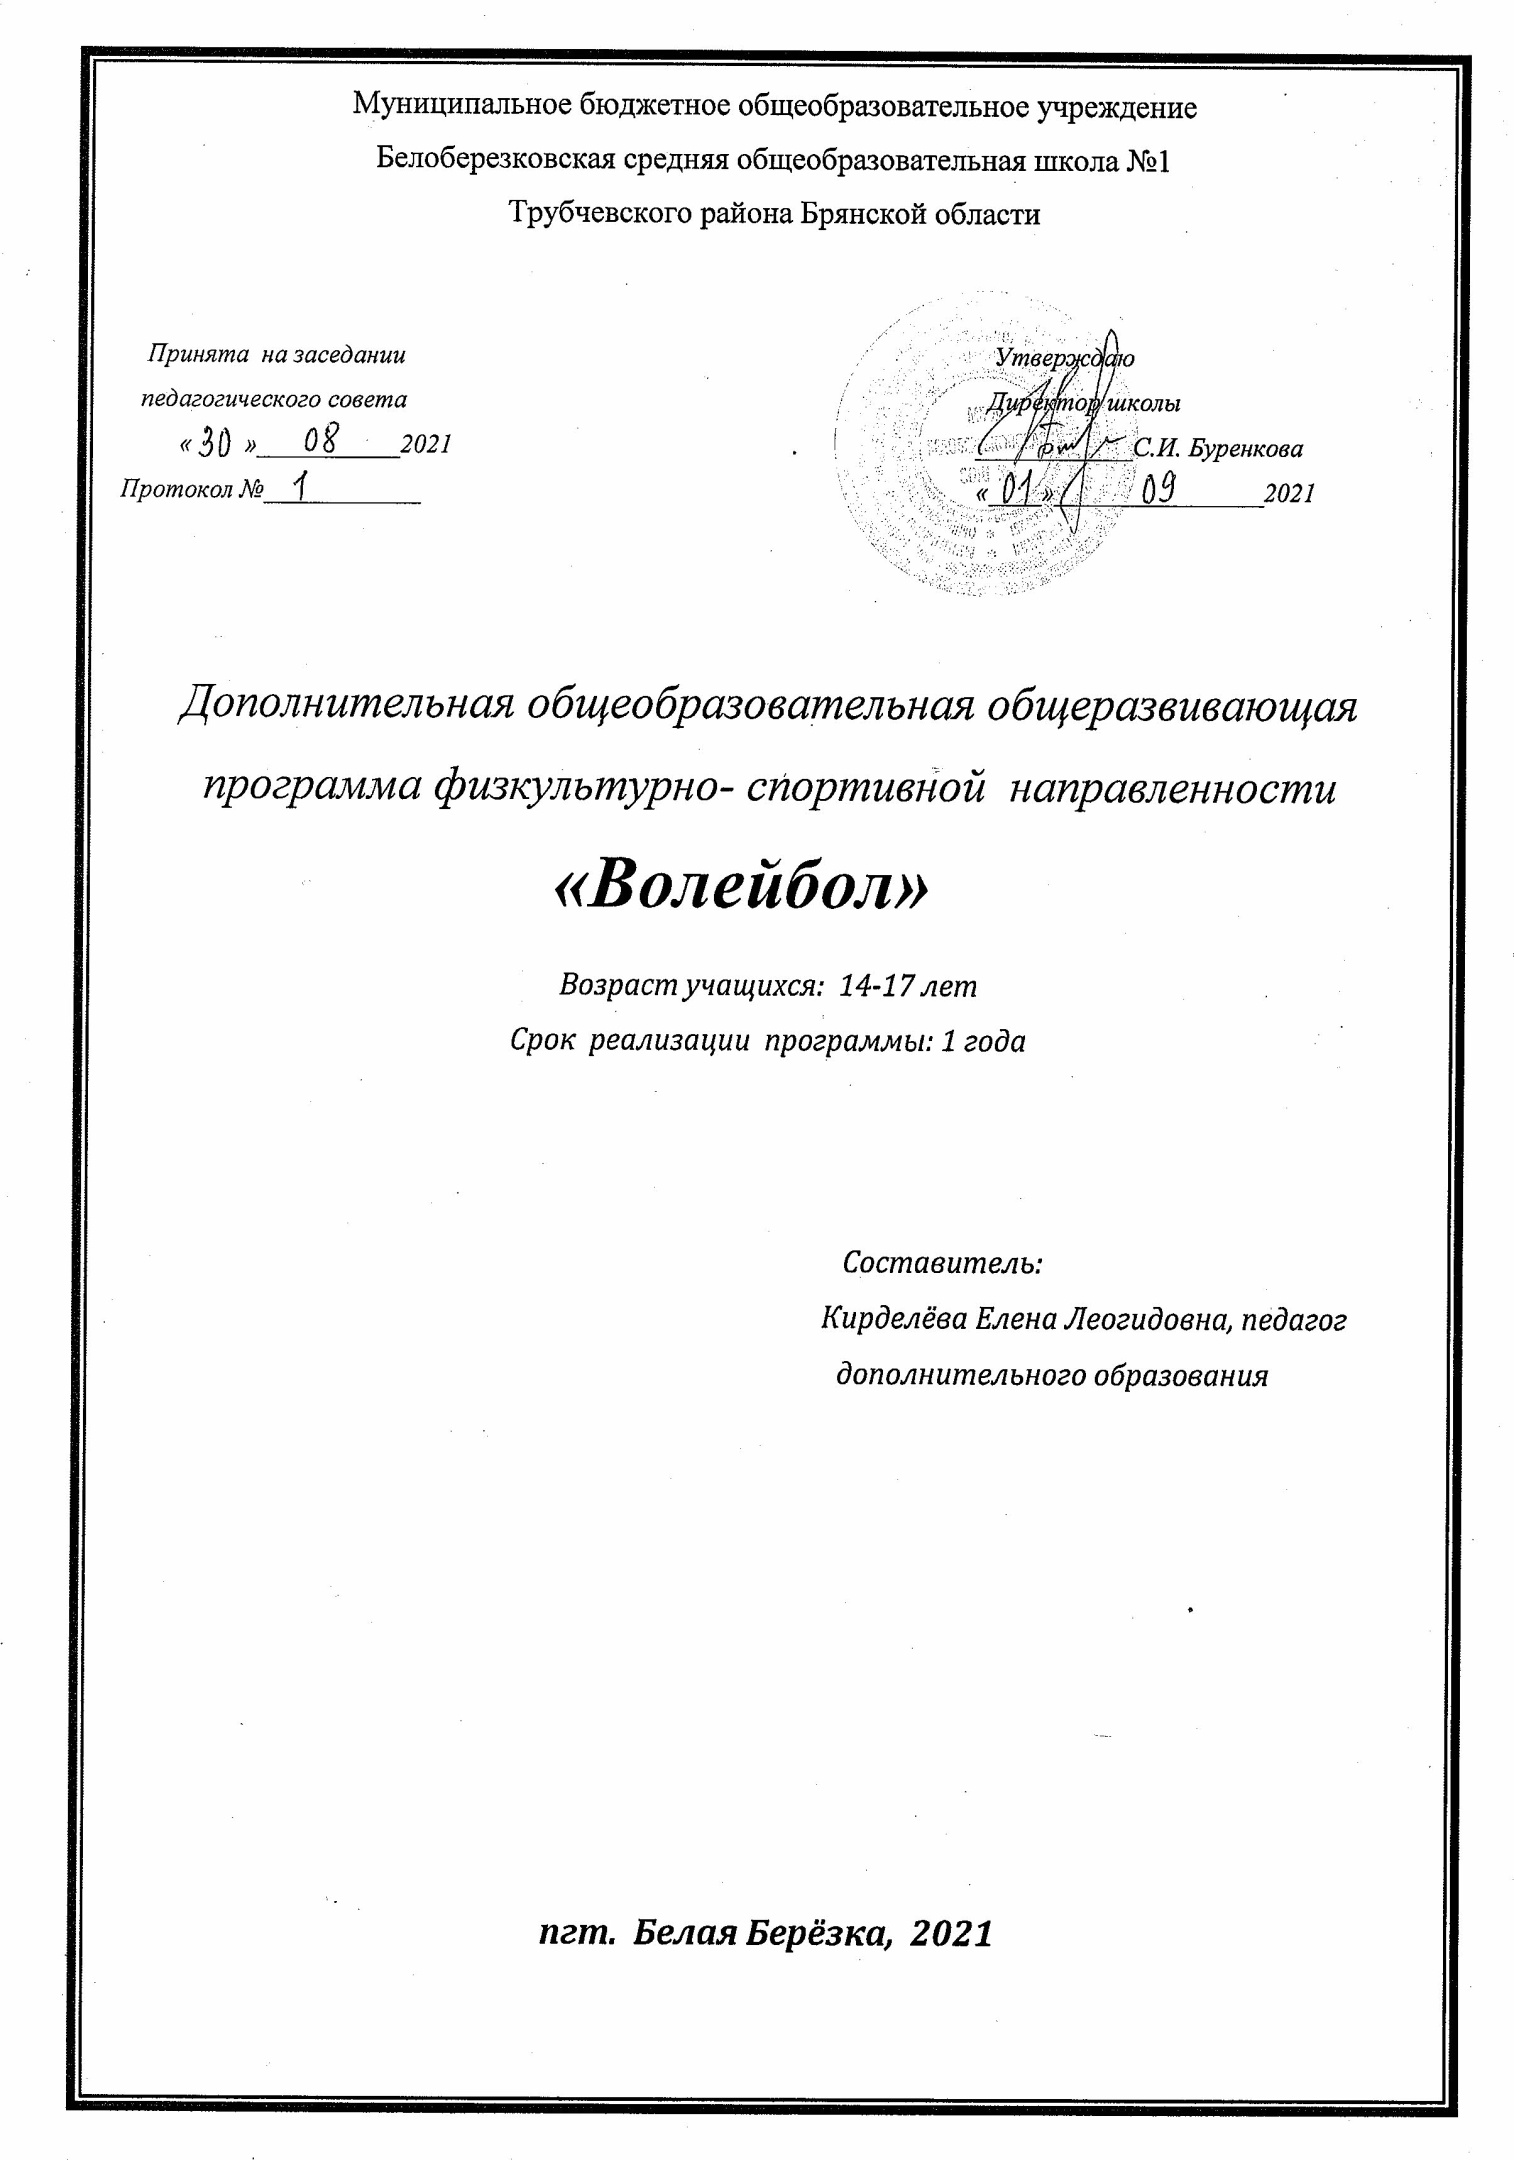 Муниципальное бюджетное общеобразовательное учреждение
Белоберезковская средняя общеобразовательная школа №1
Трубчевского района Брянской области
Принята на заседании
педагогического совета
« 30 » 08 2021
Протокол № 1
Утверждаю
Директор школы
С.И. Буренкова
« 01 » 09 2021
Дополнительная общеобразовательная общеразвивающая
программа физкультурно- спортивной направленности
«Волейбол»
Возраст учащихся: 14-17 лет
Срок реализации программы: 1 года
Составитель:
Кирделёва Елена Леогидовна, педагог
дополнительного образования
пгт. Белая Берёзка, 2021